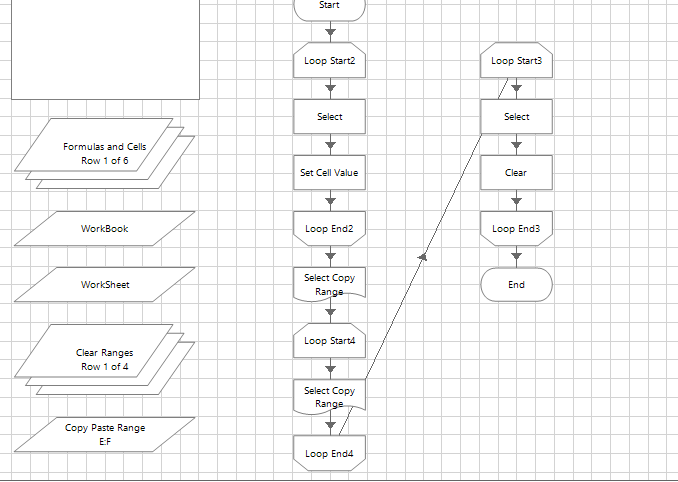 Start
Loop Start2
Select
Set Cell Value
Loop End2
Select Copy
Range
Loop Start4
Select Copy
Range
Loop End4
Loop Start3
Select
Clear
Loop End3
End
Formulas and Cells
Row 1 of 6
WorkBook
WorkSheet
Clear Ranges
Row 1 of 4
Copy Paste Range
E:F